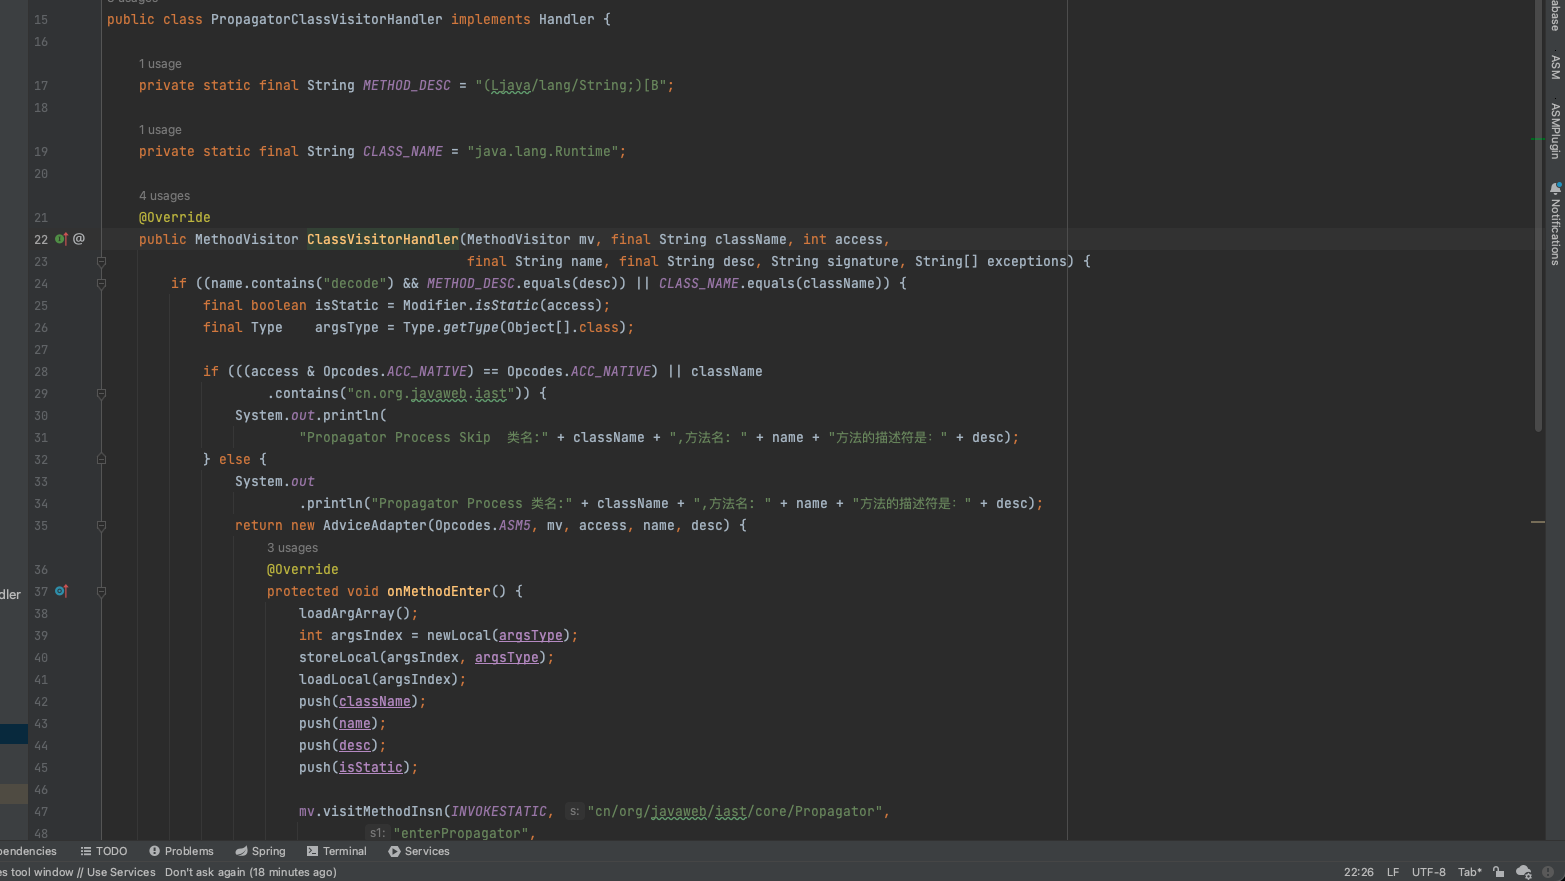 15 public class PropagatorClassVisitorHandler implements Handler {
16
1 usage
17 private static final String METHOD_DESC = "(Ljava/lang/String;)[B";
18
1 usage
19 private static final String CLASS_NAME = "java.lang.Runtime";
20
4 usages
21 @Override
22 @ public MethodVisitor ClassVisitorHandler(MethodVisitor mv, final String className, int access,
23 final String name, final String desc, String signature, String[] exceptions) {
24 if ((name.contains("decode") && METHOD_DESC.equals(desc)) || CLASS_NAME.equals(className)) {
25 final boolean isStatic = Modifier.isStatic(access);
26 final Type    argsType = Type.getType(Object[].class);
27
28 if (((access & Opcodes.ACC_NATIVE) == Opcodes.ACC_NATIVE) || className
29 .contains("cn.org.javaweb.iast")) {
30 System.out.println(
31 "Propagator Process Skip  类名:" + className + ",方法名: " + name + "方法的描述符是：" + desc);
32 } else {
33 System.out
34 .println("Propagator Process 类名:" + className + ",方法名: " + name + "方法的描述符是：" + desc);
35 return new AdviceAdapter(Opcodes.ASM5, mv, access, name, desc) {
3 usages
36 @Override
37 protected void onMethodEnter() {
38 loadArgArray();
39 int argsIndex = newLocal(argsType);
40 storeLocal(argsIndex, argsType);
41 loadLocal(argsIndex);
42 push(className);
43 push(name);
44 push(desc);
45 push(isStatic);
46
47 mv.visitMethodInsn(INVOKESTATIC, s: "cn/org/javaweb/iast/core/Propagator",
48 s1: "enterPropagator",
dler
abase
ASM
ASMPlugin
Notifications
pendencies TODO Problems Spring Terminal Services
es tool window // Use Services Don't ask again (18 minutes ago) 22:26 LF UTF-8 Tab*